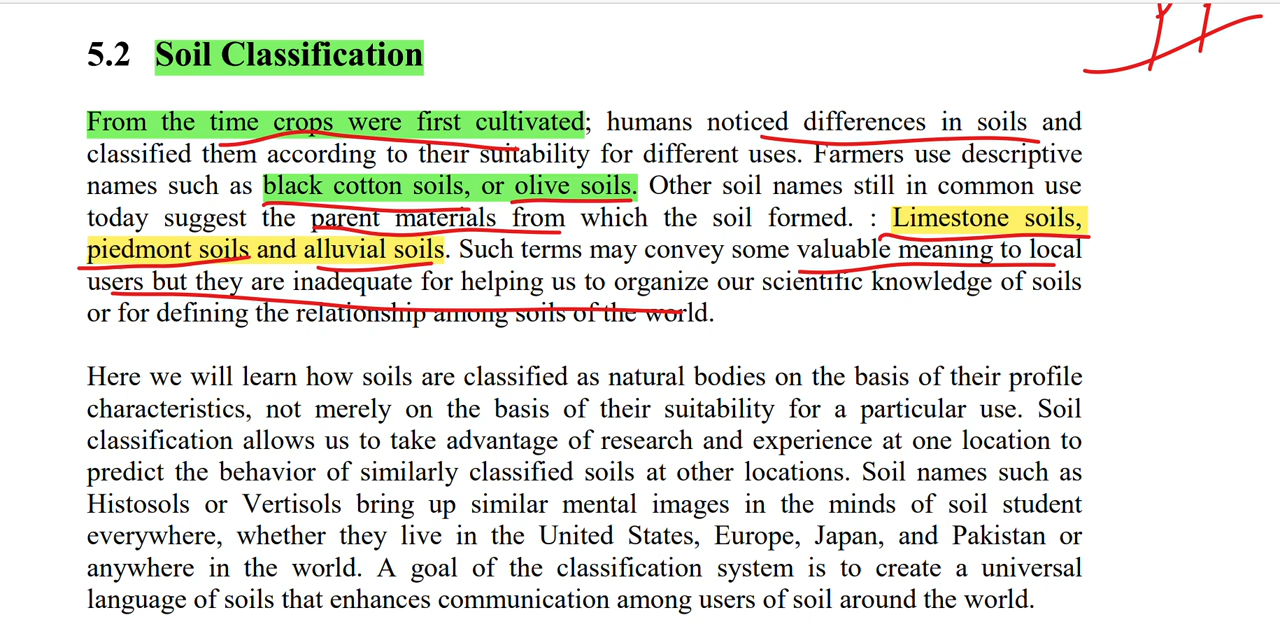 5.2 Soil Classification
From the time crops were first cultivated; humans noticed differences in soils and
classified them according to their suitability for different uses. Farmers use descriptive
names such as black cotton soils, or olive soils. Other soil names still in common use
today suggest the parent materials from which the soil formed. : Limestone soils,
piedmont soils and alluvial soils. Such terms may convey some valuable meaning to local
users but they are inadequate for helping us to organize our scientific knowledge of soils
or for defining the relationship among soils of the world.
Here we will learn how soils are classified as natural bodies on the basis of their profile
characteristics, not merely on the basis of their suitability for a particular use. Soil
classification allows us to take advantage of research and experience at one location to
predict the behavior of similarly classified soils at other locations. Soil names such as
Histosols or Vertisols bring up similar mental images in the minds of soil student
everywhere, whether they live in the United States, Europe, Japan, and Pakistan or
anywhere in the world. A goal of the classification system is to create a universal
language of soils that enhances communication among users of soil around the world.